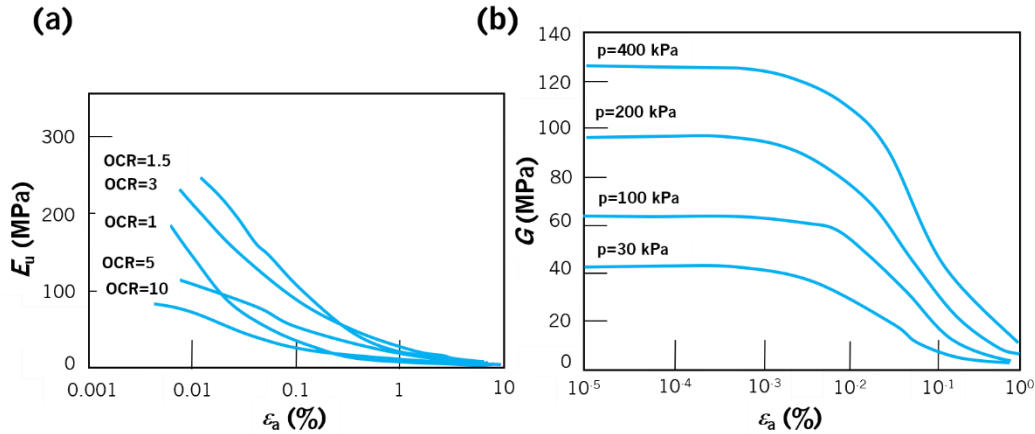 (a)
300
200
100
0
E_u (MPa)
OCR=1.5
OCR=3
OCR=1
OCR=5
OCR=10
0.001
0.01
0.1
1
10
ε_a (%)
(b)
140
120
100
80
60
40
20
0
G (MPa)
p=400 kPa
p=200 kPa
p=100 kPa
p=30 kPa
10^-5
10^-4
10^-3
10^-2
10^-1
10^0
ε_a (%)